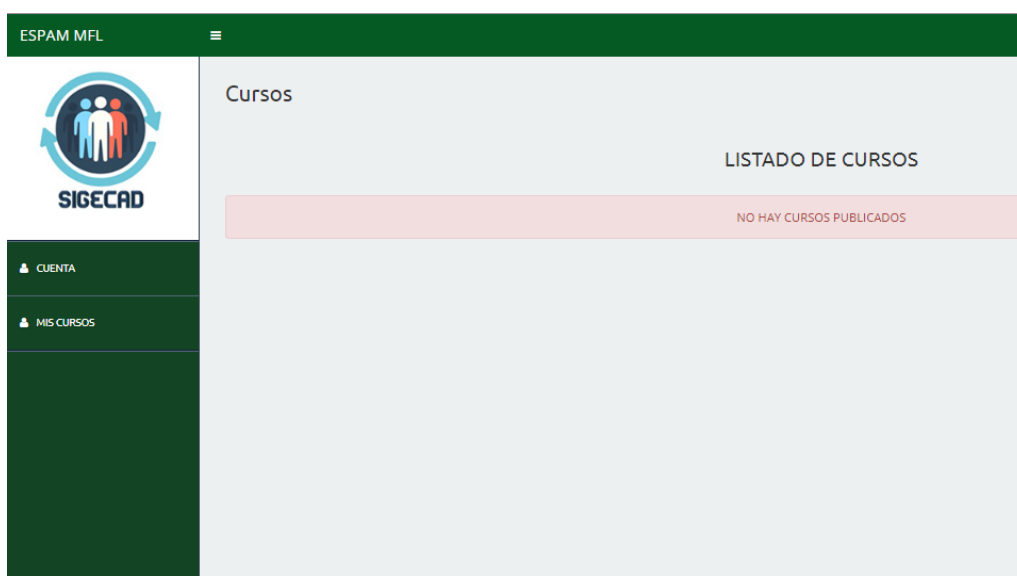 ESPAM MFL
SIGECAD
CUENTA
MIS CURSOS
Cursos
LISTADO DE CURSOS
NO HAY CURSOS PUBLICADOS